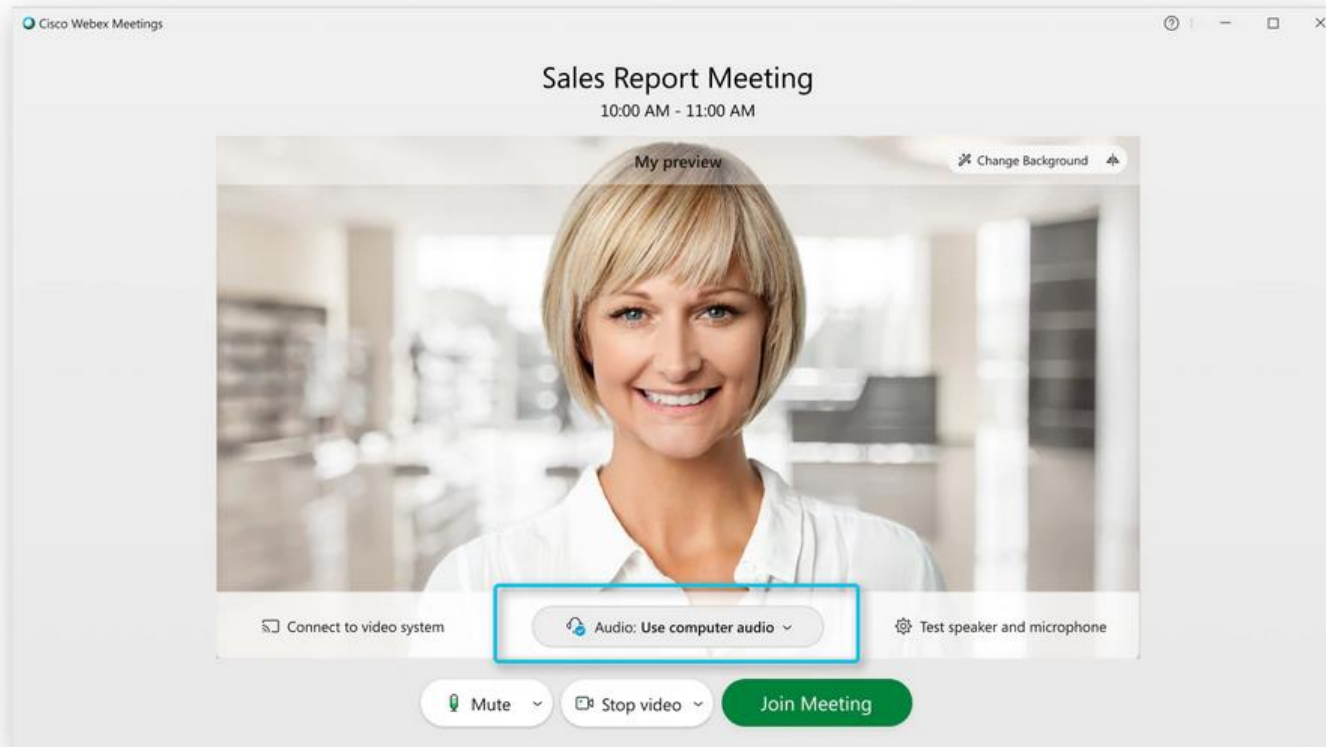 Cisco Webex Meetings
Sales Report Meeting
10:00 AM - 11:00 AM
My preview
Change Background
Connect to video system
Audio: Use computer audio
Test speaker and microphone
Mute
Stop video
Join Meeting